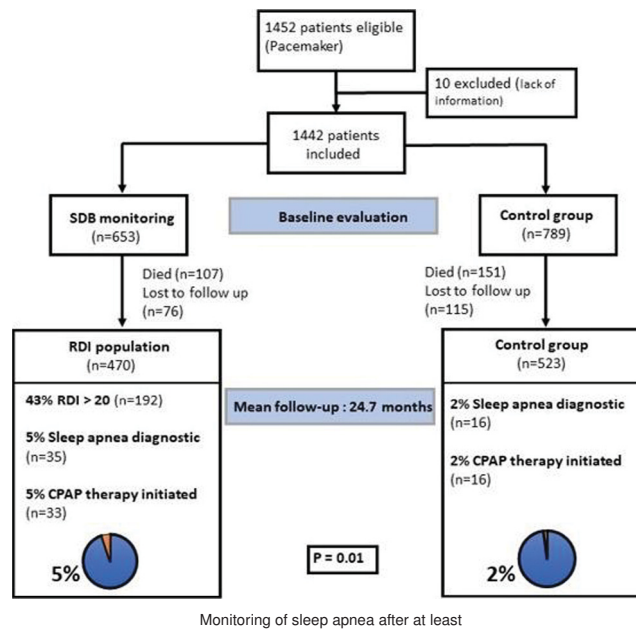 1452 patients eligible
(Pacemaker)
10 excluded (lack of
information)
1442 patients
included
SDB monitoring
(n=653)
Baseline evaluation
Control group
(n=789)
Died (n=107)
Lost to follow up
(n=76)
Died (n=151)
Lost to follow up
(n=115)
RDI population
(n=470)
43% RDI > 20 (n=192)
5% Sleep apnea diagnostic
(n=35)
5% CPAP therapy initiated
(n=33)
5%
Mean follow-up : 24.7 months
P = 0.01
Control group
(n=523)
2% Sleep apnea diagnostic
(n=16)
2% CPAP therapy initiated
(n=16)
2%
Monitoring of sleep apnea after at least